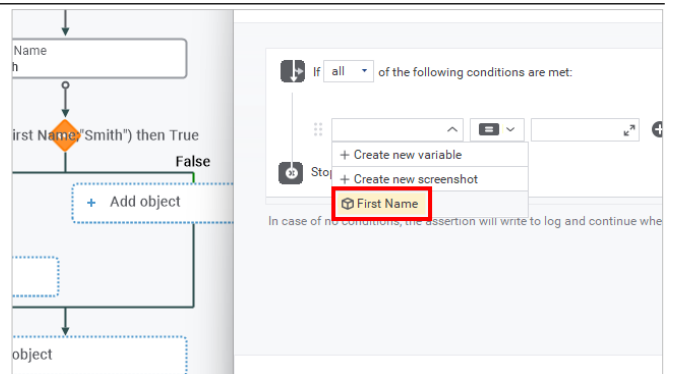 Name
h
irst Name;"Smith") then True
False
+ Add object
object
If all of the following conditions are met:
+ Create new variable
Stop
+ Create new screenshot
First Name
In case of no conditions, the assertion will write to log and continue whe